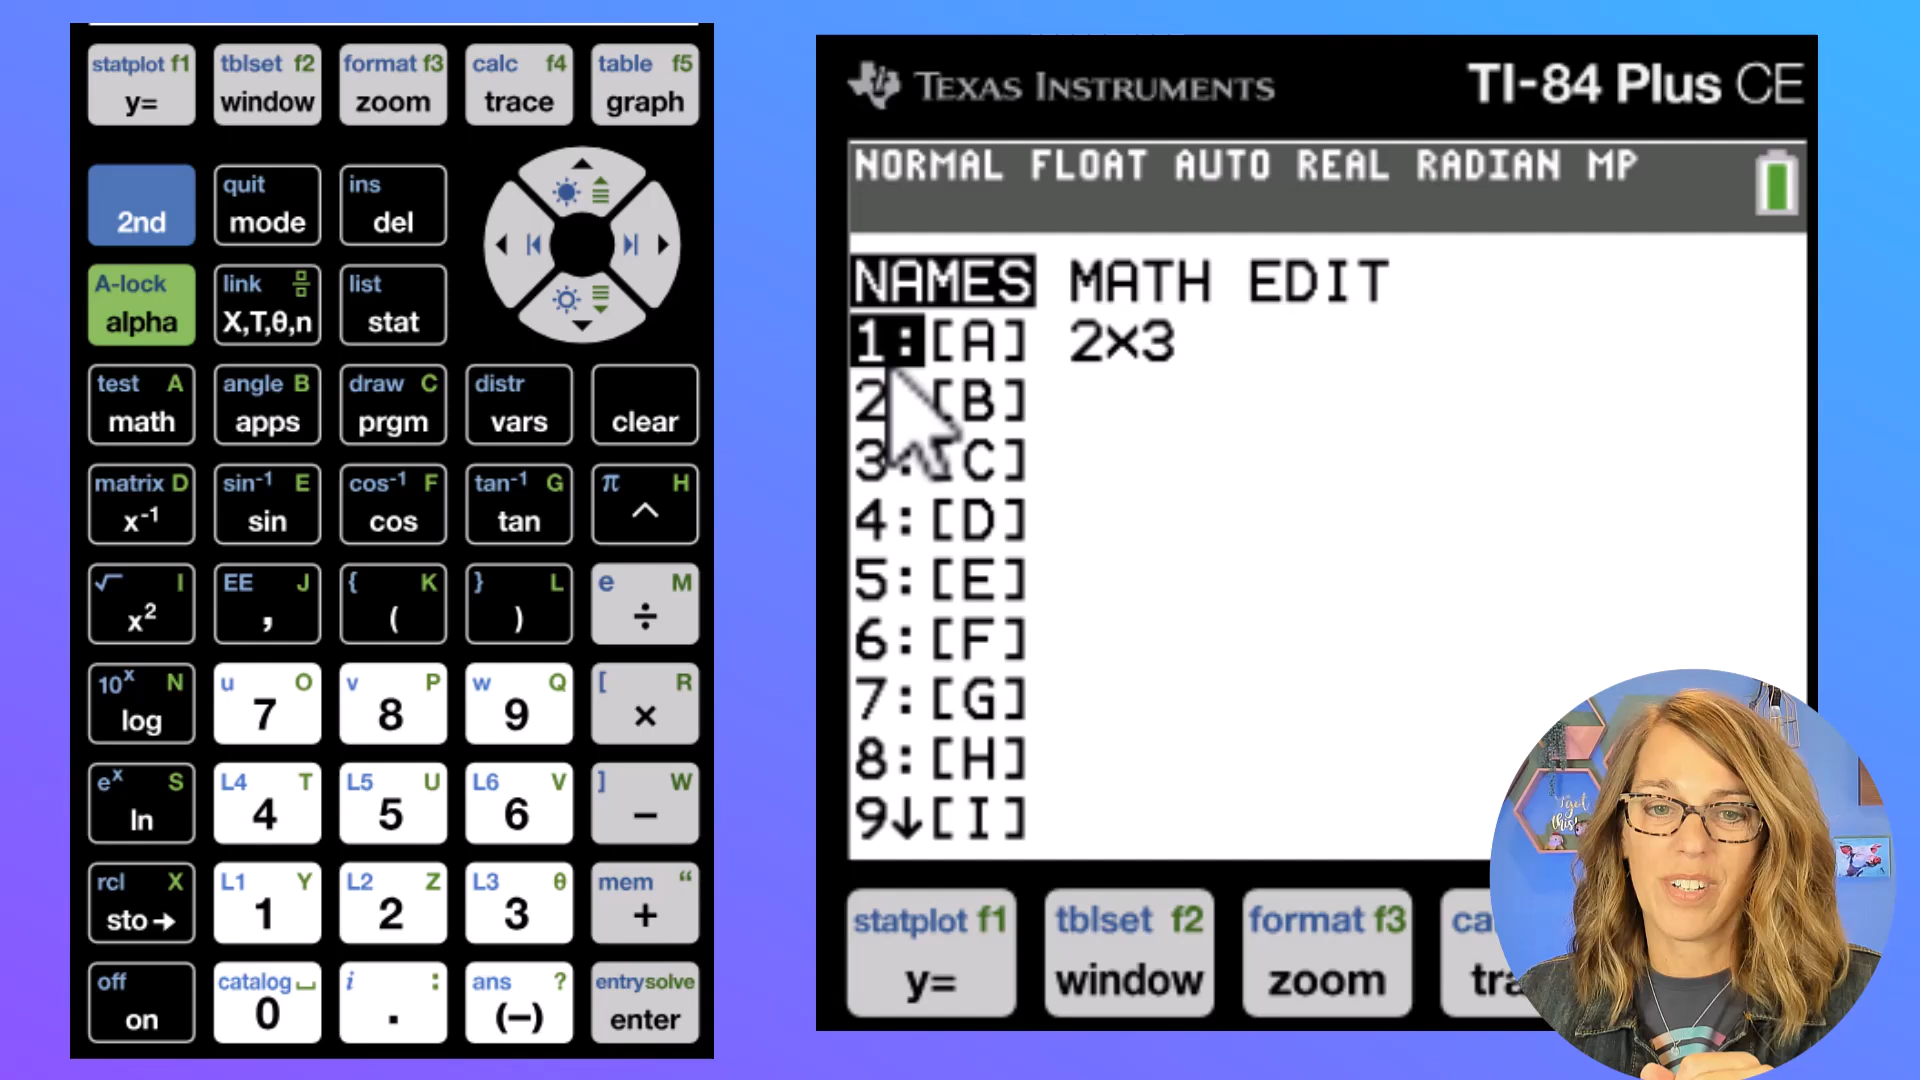 statplot f1 tblset f2 format f3 calc f4 table f5
y= window zoom trace graph
quit ins
2nd mode del
A-lock link list
alpha X,T,θ,n stat
test A angle B draw C distr
math apps prgm vars clear
matrix D sin-1 E cos-1 F tan-1 G π H
x-1 sin cos tan ^
√ I EE J { K } L e M
x2 , ( ) ÷
10x N u O v P w Q [ R
log 7 8 9 ×
ex S L4 T L5 U L6 V ] W
ln 4 5 6 −
rcl X L1 Y L2 Z L3 θ mem “
sto→ 1 2 3 +
off catalog i : ans ? entry solve
on 0 . (−) enter
TEXAS INSTRUMENTS TI-84 Plus CE
NORMAL FLOAT AUTO REAL RADIAN MP
NAMES MATH EDIT
1:[A] 2×3
2 [B]
3:[C]
4:[D]
5:[E]
6:[F]
7:[G]
8:[H]
9↓[I]
statplot f1 tblset f2 format f3 ca
y= window zoom tra
I got
this!